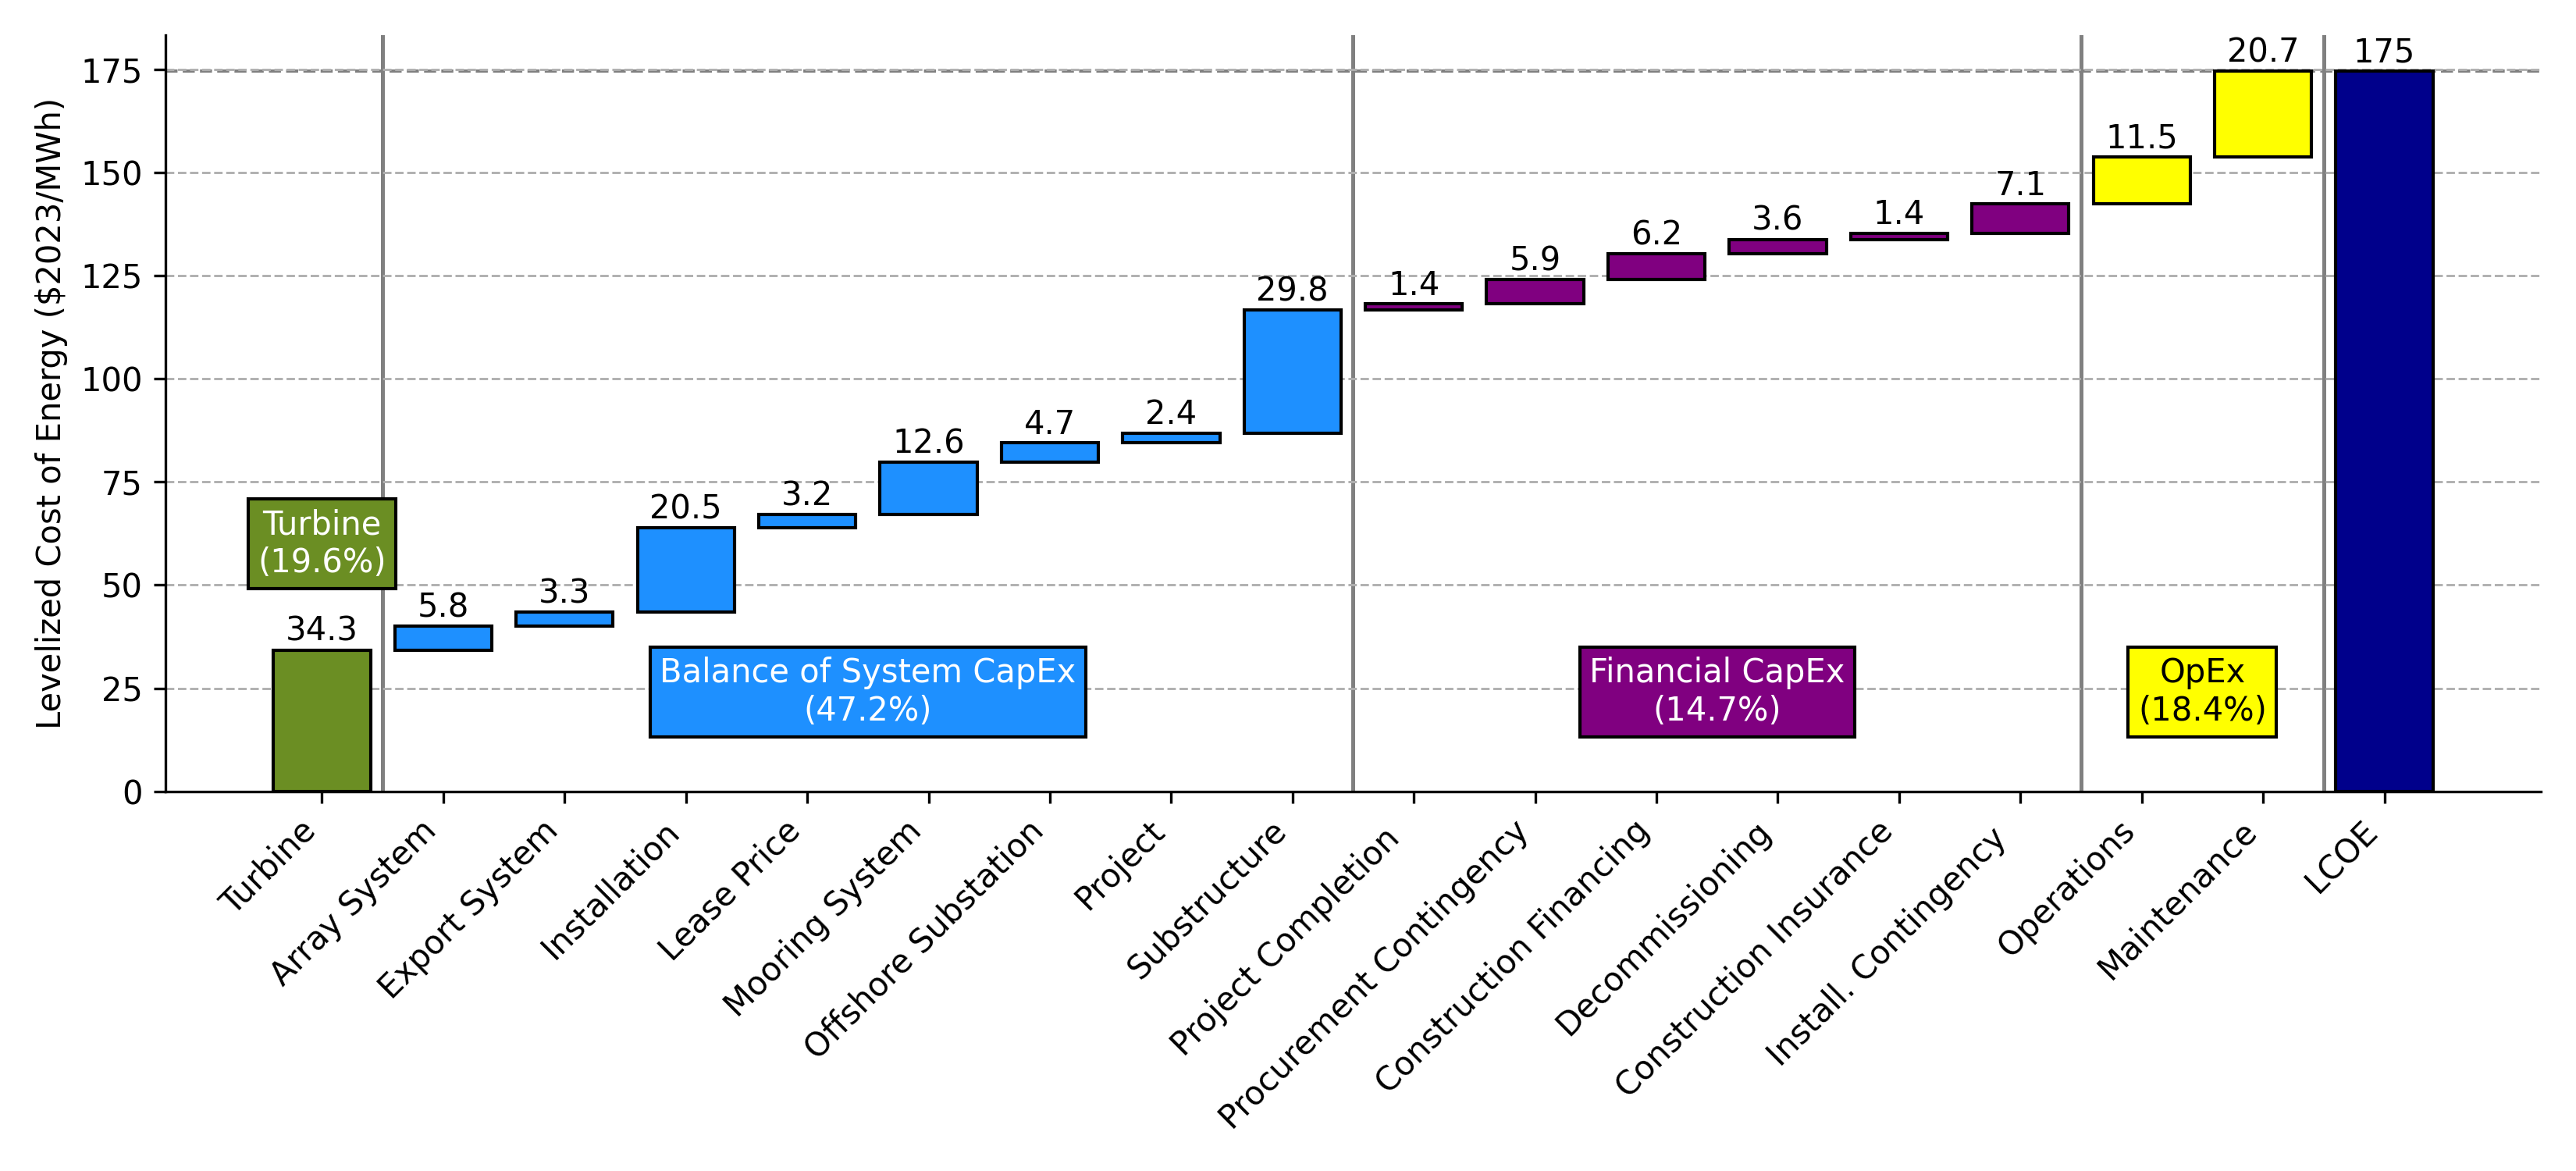 Levelized Cost of Energy ($2023/MWh)
175
150
125
100
75
50
25
0
34.3
5.8
3.3
20.5
3.2
12.6
4.7
2.4
29.8
1.4
5.9
6.2
3.6
1.4
7.1
11.5
20.7
175
Turbine
(19.6%)
Balance of System CapEx
(47.2%)
Financial CapEx
(14.7%)
OpEx
(18.4%)
Turbine
Array System
Export System
Installation
Lease Price
Mooring System
Offshore Substation
Project
Substructure
Project Completion
Procurement Contingency
Construction Financing
Decommissioning
Construction Insurance
Install. Contingency
Operations
Maintenance
LCOE